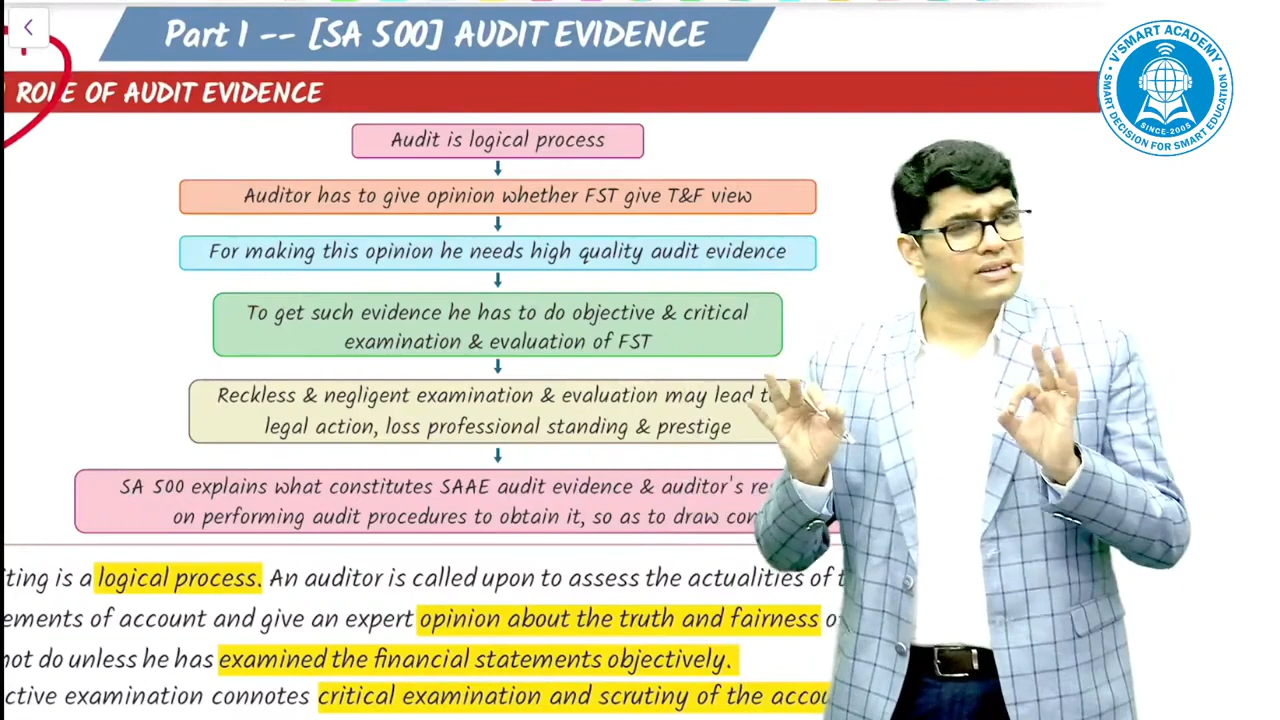 Part 1 -- [SA 500] AUDIT EVIDENCE
ROLE OF AUDIT EVIDENCE
Audit is logical process
Auditor has to give opinion whether FST give T&F view
For making this opinion he needs high quality audit evidence
To get such evidence he has to do objective & critical
examination & evaluation of FST
Reckless & negligent examination & evaluation may lead
legal action, loss professional standing & prestige
SA 500 explains what constitutes SAAE audit evidence & auditor's
on performing audit procedures to obtain it, so as to draw
is a logical process. An auditor is called upon to assess the actualities of
of account and give an expert opinion about the truth and fairness
not do unless he has examined the financial statements objectively.
examination connotes critical examination and scrutiny of the
V'SMART ACADEMY
SMART DECISION FOR SMART EDUCATION
SINCE-2005